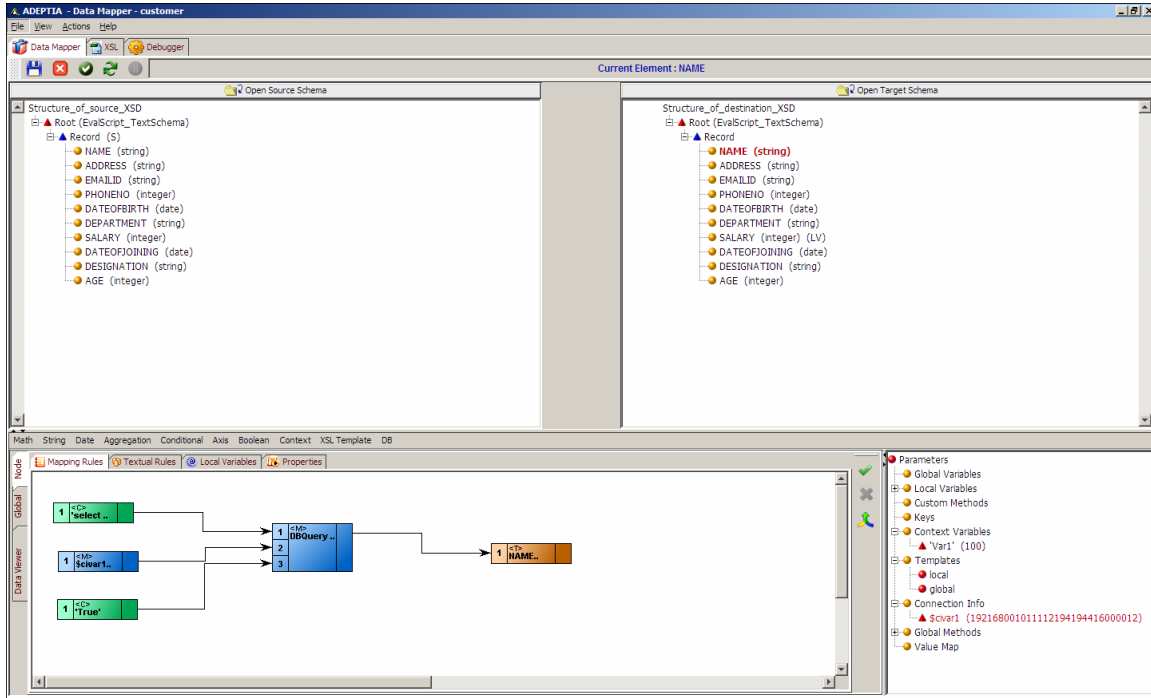 ADEPTIA - Data Mapper - customer
File View Actions Help
Data Mapper XSL Debugger
Current Element : NAME
Open Source Schema
Open Target Schema
Structure_of_source_XSD
Root (EvalScript_TextSchema)
Record (S)
NAME (string)
ADDRESS (string)
EMAILID (string)
PHONENO (integer)
DATEOFBIRTH (date)
DEPARTMENT (string)
SALARY (integer)
DATEOFJOINING (date)
DESIGNATION (string)
AGE (integer)
Structure_of_destination_XSD
Root (EvalScript_TextSchema)
Record
NAME (string)
ADDRESS (string)
EMAILID (string)
PHONENO (integer)
DATEOFBIRTH (date)
DEPARTMENT (string)
SALARY (integer) (LV)
DATEOFJOINING (date)
DESIGNATION (string)
AGE (integer)
Math String Date Aggregation Conditional Axis Boolean Context XSL Template DB
Node
Global
Data Viewer
Mapping Rules Textual Rules Local Variables Properties
1 <C> 'select ..
1 <M> $civar1..
1 <C> 'True'
1 <M> DBQuery ..
2
3
1 <T> NAME..
Parameters
Global Variables
Local Variables
Custom Methods
Keys
Context Variables
'Var1' (100)
Templates
local
global
Connection Info
$civar1 (192168001011112194194416000012)
Global Methods
Value Map